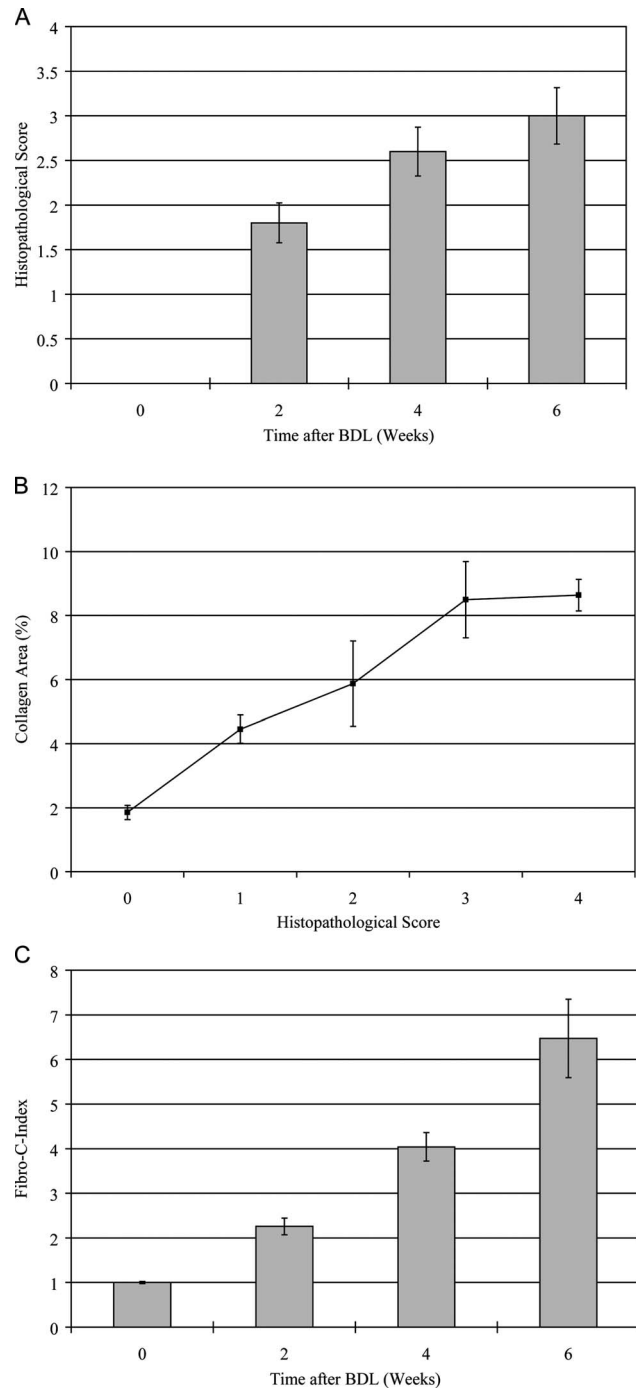 A
4
3.5
3
2.5
2
1.5
1
0.5
0
Histopathological Score
0 2 4 6
Time after BDL (Weeks)
B
12
10
8
6
4
2
0
Collagen Area (%)
0 1 2 3 4
Histopathological Score
C
8
7
6
5
4
3
2
1
0
Fibro-C-Index
0 2 4 6
Time after BDL (Weeks)